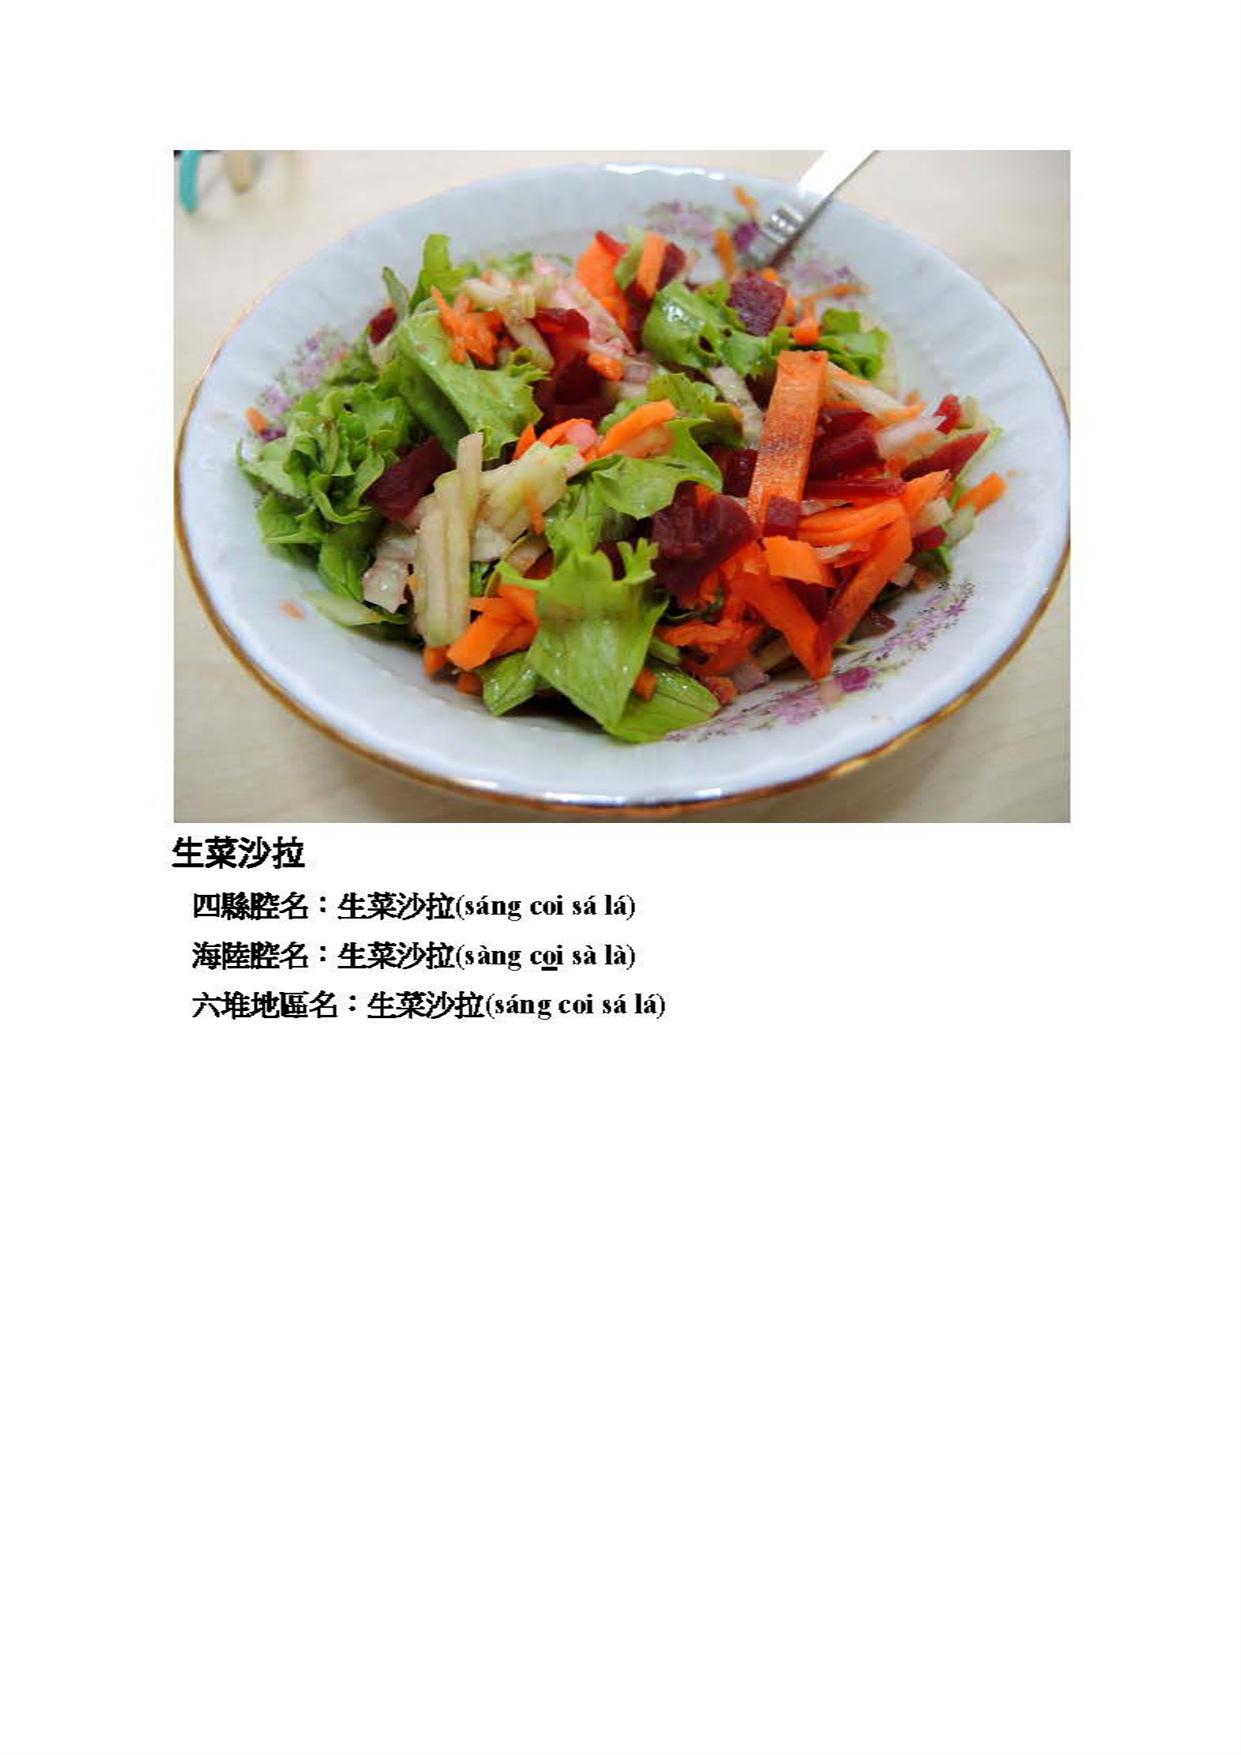 生菜沙拉
四縣腔名：生菜沙拉(sáng coi sá lá)
海陸腔名：生菜沙拉(sàng co̲i sà là)
六堆地區名：生菜沙拉(sáng coi sá lá)